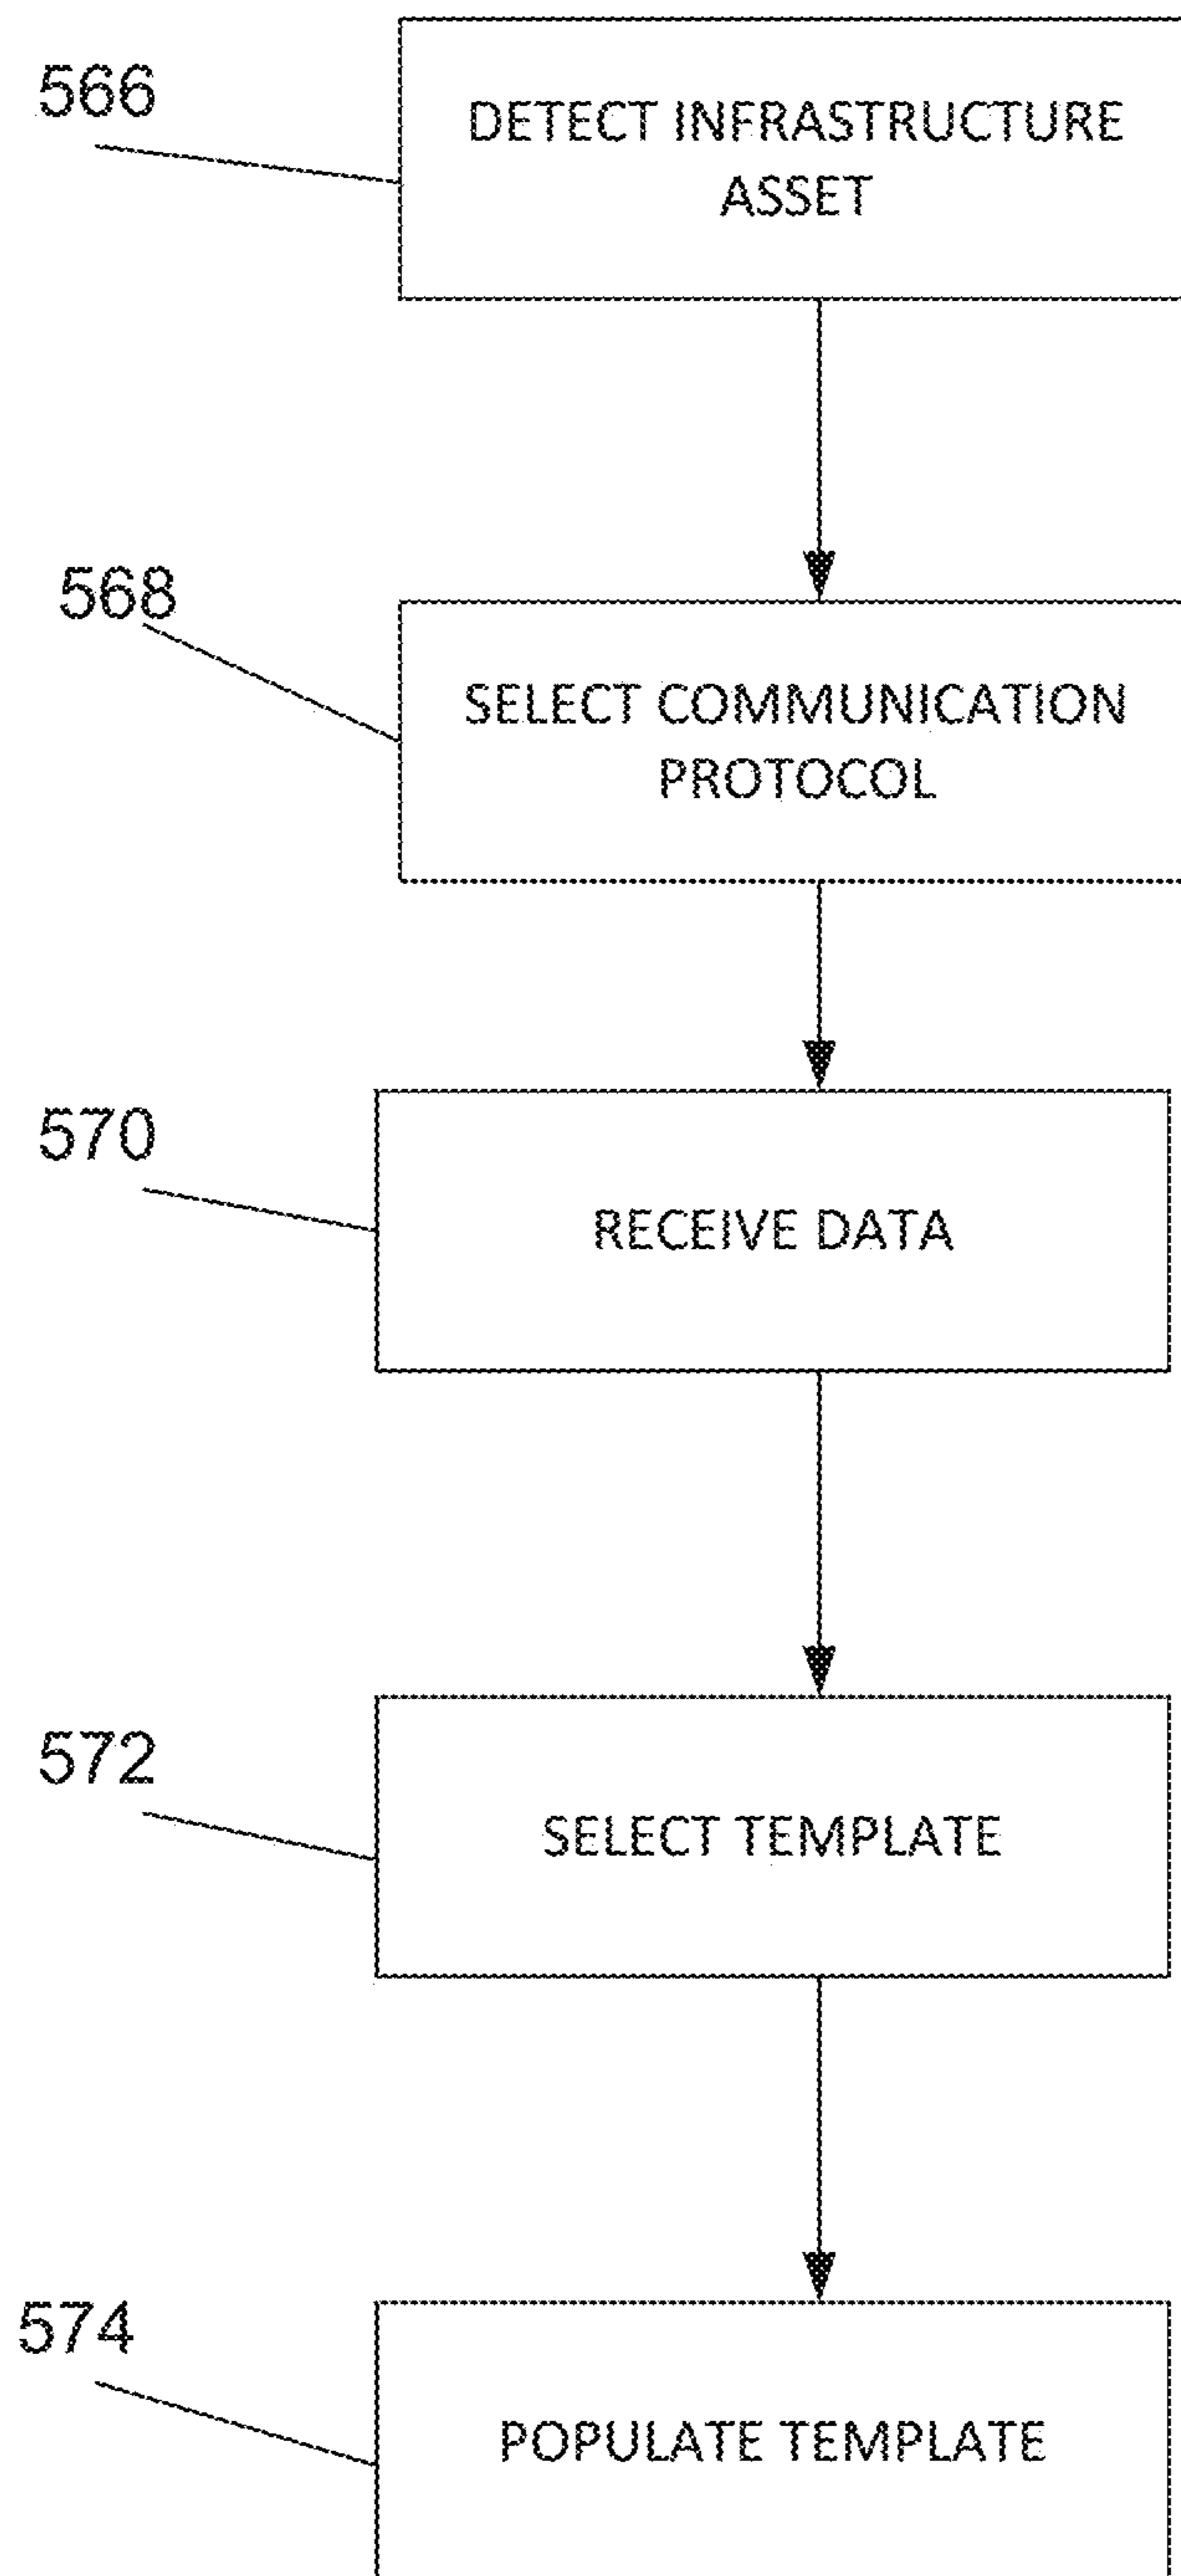 566
DETECT INFRASTRUCTURE
ASSET
568
SELECT COMMUNICATION
PROTOCOL
570
RECEIVE DATA
572
SELECT TEMPLATE
574
POPULATE TEMPLATE